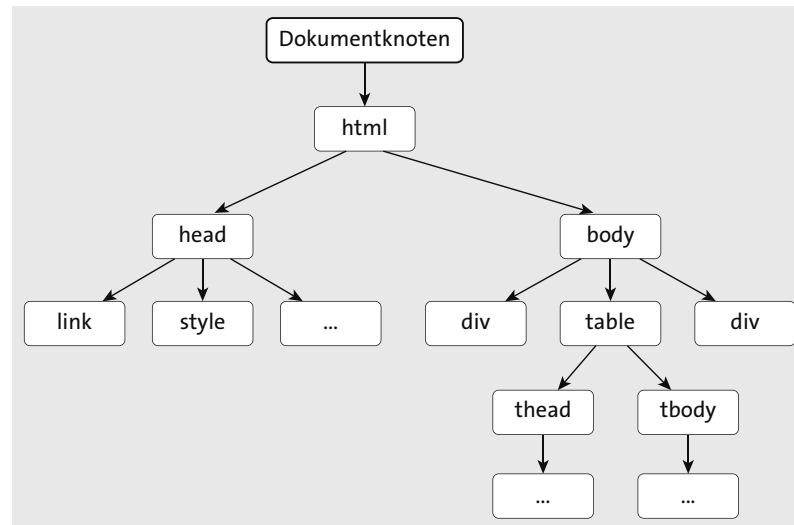 Dokumentknoten
html
head
body
link
style
...
div
table
div
thead
tbody
...
...